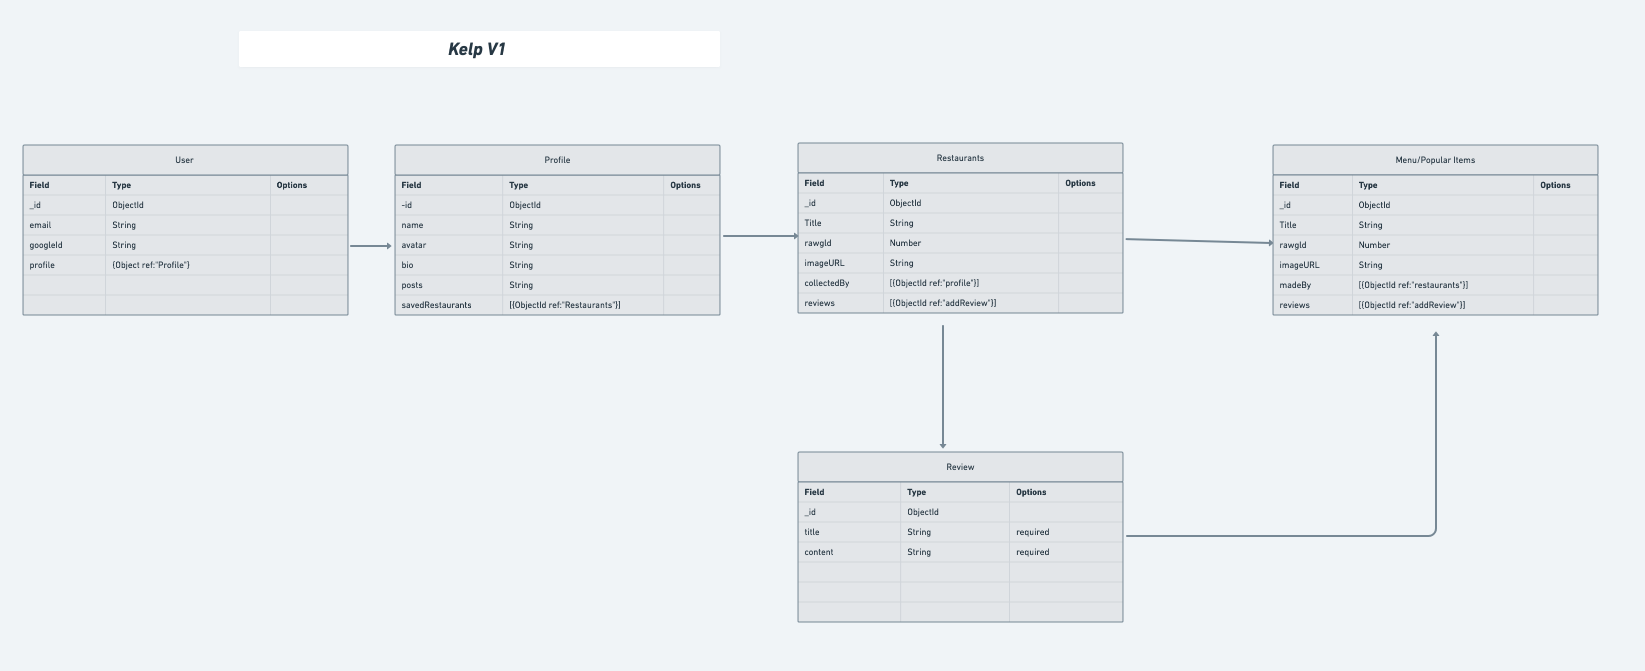 Kelp V1
User
Field Type Options
_id ObjectId
email String
googleId String
profile {Object ref:"Profile"}
Profile
Field Type Options
-id ObjectId
name String
avatar String
bio String
posts String
savedRestaurants [{ObjectId ref:"Restaurants"}]
Restaurants
Field Type Options
_id ObjectId
Title String
rawgId Number
imageURL String
collectedBy [{ObjectId ref:"profile"}]
reviews [{ObjectId ref:"addReview"}]
Menu/Popular Items
Field Type Options
_id ObjectId
Title String
rawgId Number
imageURL String
madeBy [{ObjectId ref:"restaurants"}]
reviews [{ObjectId ref:"addReview"}]
Review
Field Type Options
_id ObjectId
title String required
content String required